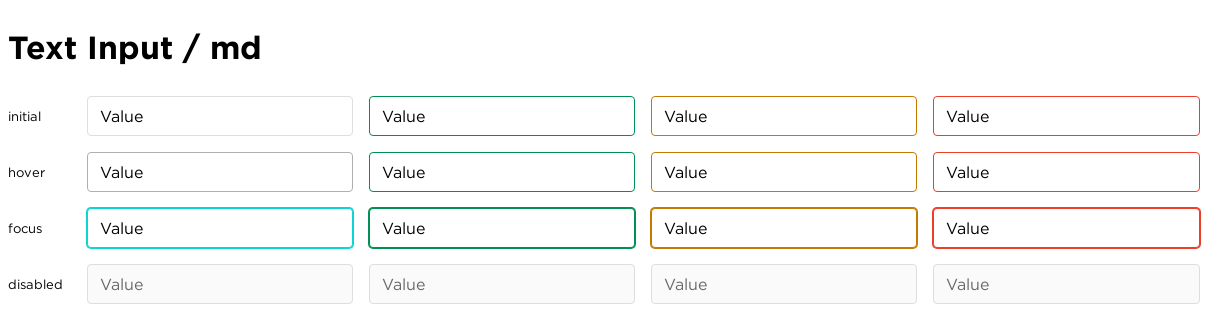 Text Input / md
initial Value Value Value Value
hover Value Value Value Value
focus Value Value Value Value
disabled Value Value Value Value